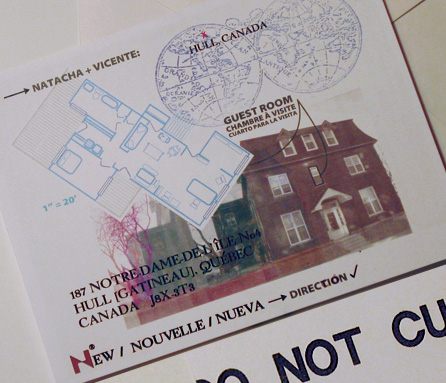 HULL, CANADA
→ NATACHA + VICENTE:
GUEST ROOM
CHAMBRE À VISITE
CUARTO PARA LA VISITA
1" = 20'
187 NOTRE-DAME-DE-L'ÎLE No4
HULL (GATINEAU), QUÉBEC
CANADA J8X 3T3
NEW / NOUVELLE / NUEVA → DIRECTION ✓
DO NOT CU